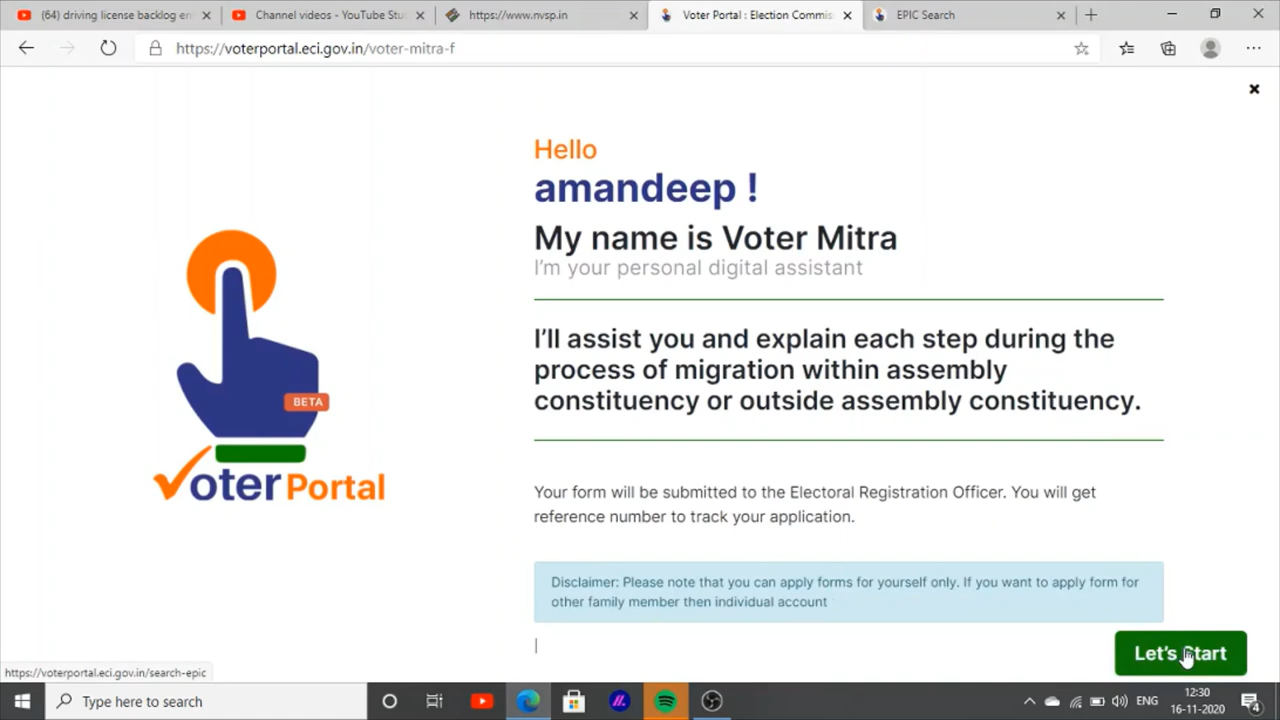 (64) driving license backlog en
Channel videos - YouTube Stu
https://www.nvsp.in
Voter Portal : Election Commis
EPIC Search
https://voterportal.eci.gov.in/voter-mitra-f
Hello
amandeep !
My name is Voter Mitra
I'm your personal digital assistant
I'll assist you and explain each step during the
process of migration within assembly
constituency or outside assembly constituency.
BETA
Voter Portal
Your form will be submitted to the Electoral Registration Officer. You will get
reference number to track your application.
Disclaimer: Please note that you can apply forms for yourself only. If you want to apply form for
other family member then individual account
Let's Start
https://voterportal.eci.gov.in/search-epic
Type here to search
ENG
12:30
16-11-2020
4